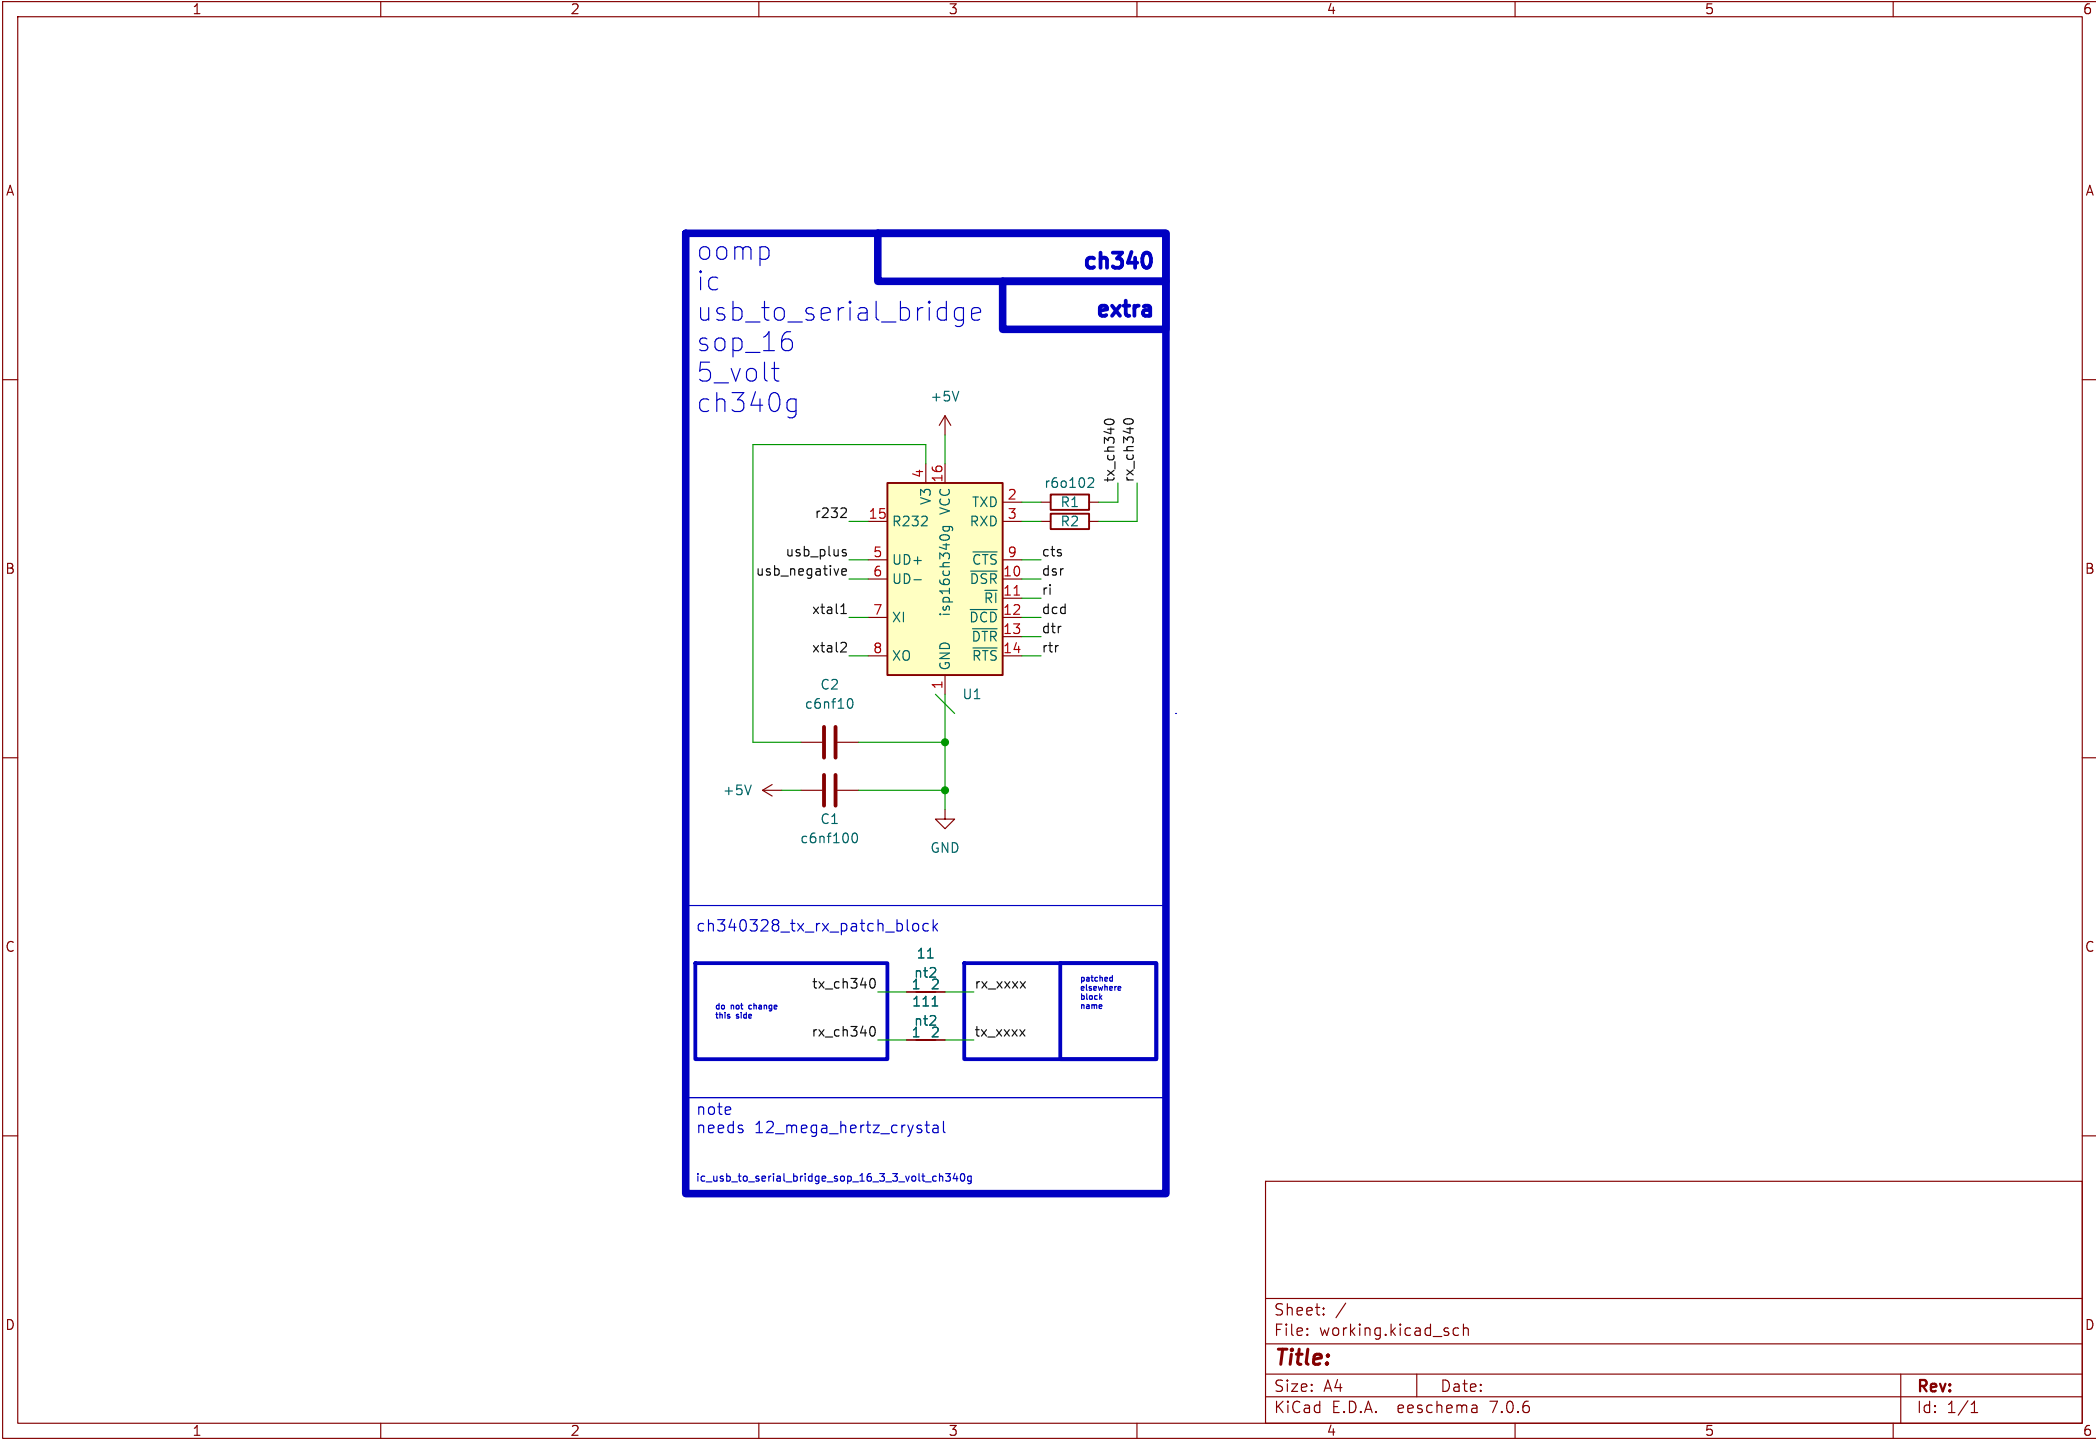 1 2 3 4 5 6
A A
B B
C C
D D
oomp
ic
usb_to_serial_bridge
sop_16
5_volt
ch340g
ch340
extra
+5V
tx_ch340
rx_ch340
4
16
V3
VCC
r6o102
TXD 2 R1
RXD 3 R2
r232 15 R232
isp16ch340g
usb_plus 5 UD+
usb_negative 6 UD-
xtal1 7 XI
xtal2 8 XO
CTS 9 cts
DSR 10 dsr
RI 11 ri
DCD 12 dcd
DTR 13 dtr
RTS 14 rtr
GND
1
U1
C2
c6nf10
+5V
C1
c6nf100
GND
ch340328_tx_rx_patch_block
11
nt2
tx_ch340 1 2 rx_xxxx
111
nt2
rx_ch340 1 2 tx_xxxx
do not change
this side
patched
elsewhere
block
name
note
needs 12_mega_hertz_crystal
ic_usb_to_serial_bridge_sop_16_3_3_volt_ch340g
Sheet: /
File: working.kicad_sch
Title:
Size: A4 Date: Rev:
KiCad E.D.A. eeschema 7.0.6 Id: 1/1
1 2 3 4 5 6